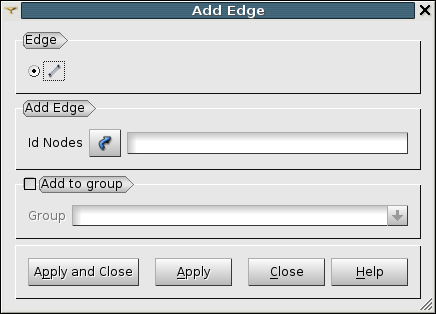 Add Edge
Edge
Add Edge
Id Nodes
Add to group
Group
Apply and Close Apply Close Help